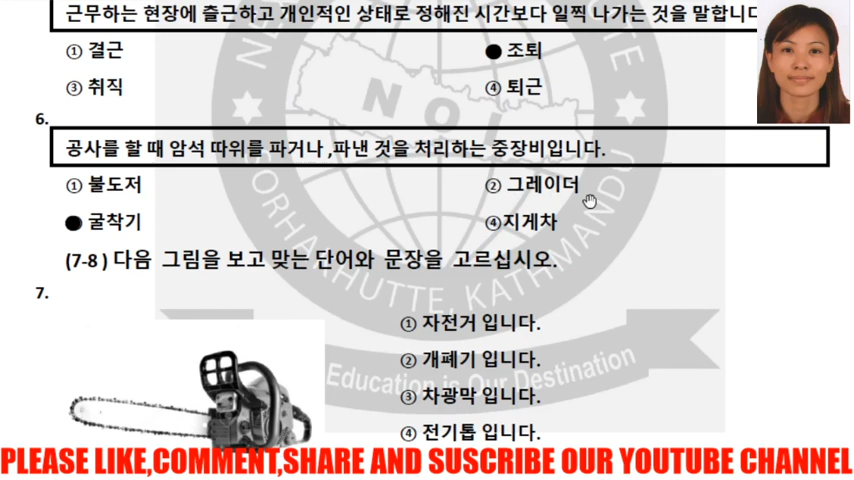 근무하는 현장에 출근하고 개인적인 상태로 정해진 시간보다 일찍 나가는 것을 말합니다
① 결근
● 조퇴
③ 취직
④ 퇴근
6.
공사를 할 때 암석 따위를 파거나 ,파낸 것을 처리하는 중장비입니다.
① 불도저
② 그레이더
● 굴착기
④지게차
(7-8 ) 다음 그림을 보고 맞는 단어와 문장을 고르십시오.
7.
① 자전거 입니다.
② 개폐기 입니다.
③ 차광막 입니다.
④ 전기톱 입니다.
INSTITUTE
NOI
SORHAKHUTTE, KATHMANDU
Education is Our Destination
PLEASE LIKE,COMMENT,SHARE AND SUSCRIBE OUR YOUTUBE CHANNEL